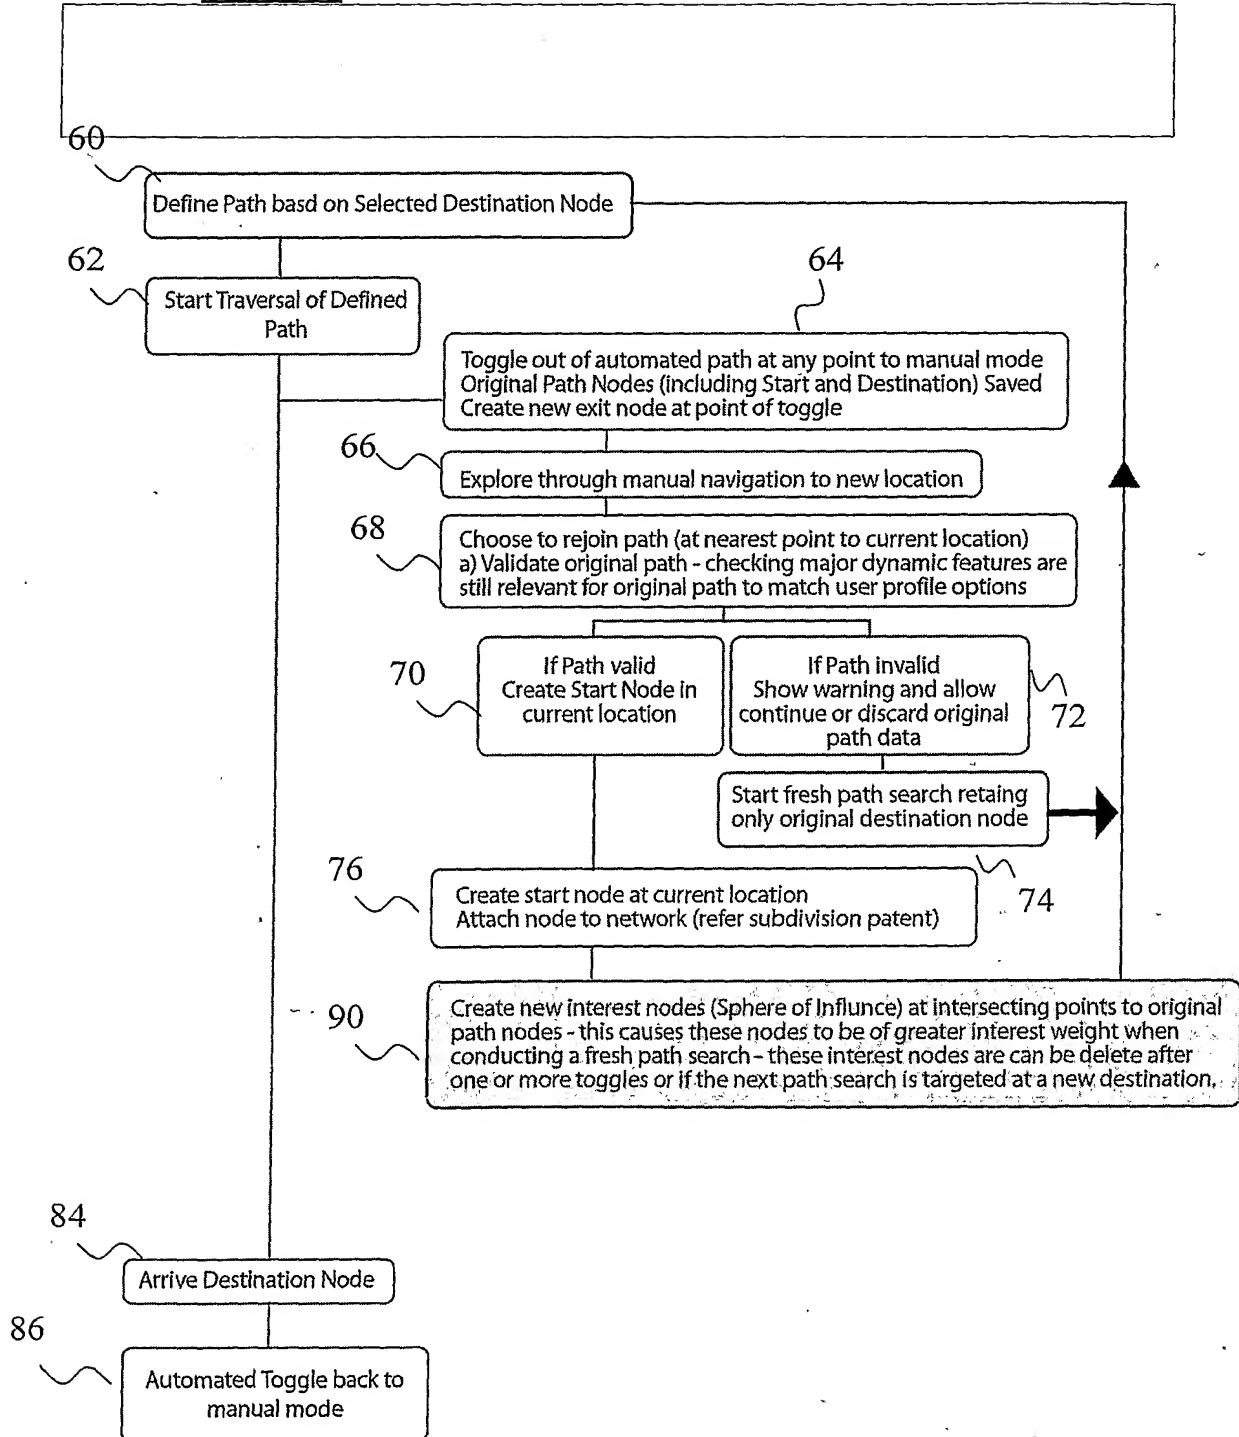 60
Define Path basd on Selected Destination Node
62
Start Traversal of Defined
Path
64
Toggle out of automated path at any point to manual mode
Original Path Nodes (including Start and Destination) Saved
Create new exit node at point of toggle
66
Explore through manual navigation to new location
68
Choose to rejoin path (at nearest point to current location)
a) Validate original path - checking major dynamic features are
still relevant for original path to match user profile options
70
If Path valid
Create Start Node in
current location
If Path invalid
Show warning and allow
continue or discard original
path data
72
Start fresh path search retaing
only original destination node
74
76
Create start node at current location
Attach node to network (refer subdivision patent)
90
Create new interest nodes (Sphere of Influnce) at intersecting points to original
path nodes - this causes these nodes to be of greater interest weight when
conducting a fresh path search - these interest nodes are can be delete after
one or more toggles or if the next path search is targeted at a new destination.
84
Arrive Destination Node
86
Automated Toggle back to
manual mode